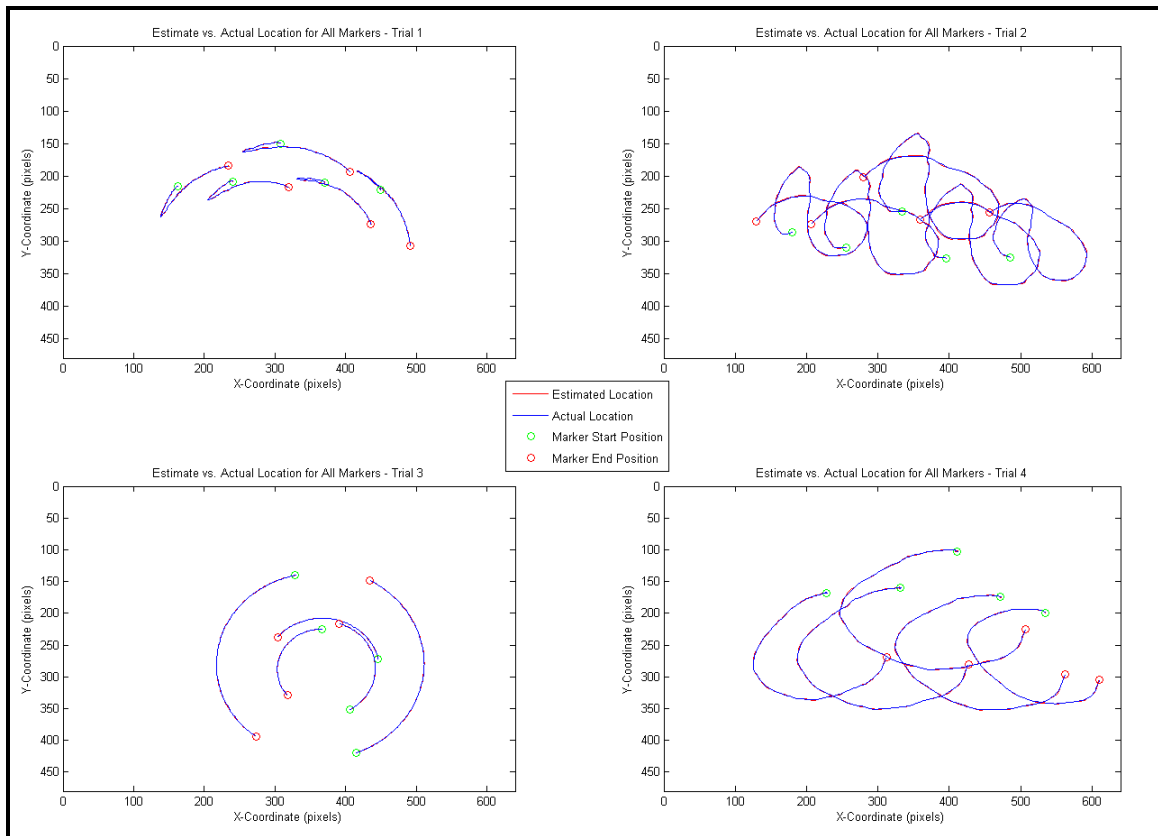 Estimate vs. Actual Location for All Markers - Trial 1
0
50
100
150
200
250
300
350
400
450
Y-Coordinate (pixels)
0 100 200 300 400 500 600
X-Coordinate (pixels)
Estimate vs. Actual Location for All Markers - Trial 2
0
50
100
150
200
250
300
350
400
450
Y-Coordinate (pixels)
0 100 200 300 400 500 600
X-Coordinate (pixels)
Estimated Location
Actual Location
Marker Start Position
Marker End Position
Estimate vs. Actual Location for All Markers - Trial 3
0
50
100
150
200
250
300
350
400
450
Y-Coordinate (pixels)
0 100 200 300 400 500 600
X-Coordinate (pixels)
Estimate vs. Actual Location for All Markers - Trial 4
0
50
100
150
200
250
300
350
400
450
Y-Coordinate (pixels)
0 100 200 300 400 500 600
X-Coordinate (pixels)